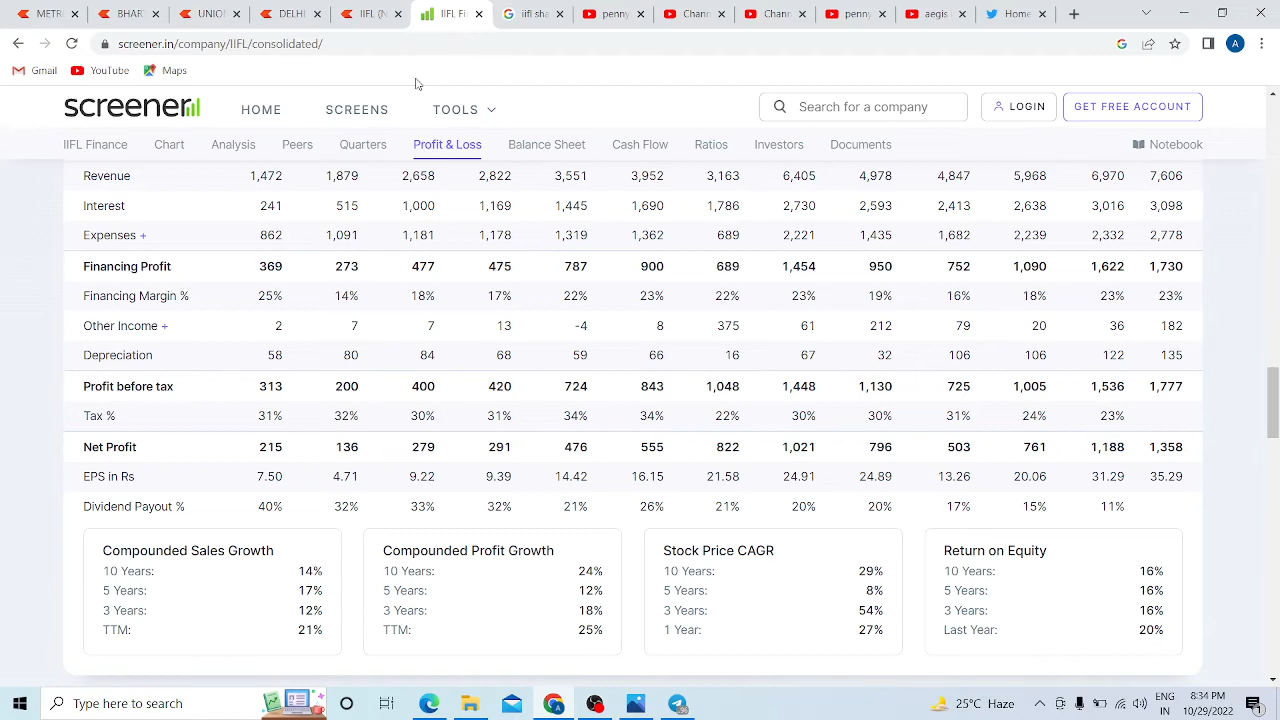 METR
BHAR
UNION
DELHI
IIFL (N
IIFL Fi
iifl sha
penny
Chann
penny
aegis
Hom
screener.in/company/IIFL/consolidated/
A
Gmail
YouTube
Maps
screener
HOME
SCREENS
TOOLS
Search for a company
LOGIN
GET FREE ACCOUNT
IIFL Finance Chart Analysis Peers Quarters Profit & Loss Balance Sheet Cash Flow Ratios Investors Documents Notebook
Revenue 1,472 1,879 2,658 2,822 3,551 3,952 3,163 6,405 4,978 4,847 5,968 6,970 7,606
Interest 241 515 1,000 1,169 1,445 1,690 1,786 2,730 2,593 2,413 2,638 3,016 3,098
Expenses + 862 1,091 1,181 1,178 1,319 1,362 689 2,221 1,435 1,682 2,239 2,332 2,778
Financing Profit 369 273 477 475 787 900 689 1,454 950 752 1,090 1,622 1,730
Financing Margin % 25% 14% 18% 17% 22% 23% 22% 23% 19% 16% 18% 23% 23%
Other Income + 2 7 7 13 -4 8 375 61 212 79 20 36 182
Depreciation 58 80 84 68 59 66 16 67 32 106 106 122 135
Profit before tax 313 200 400 420 724 843 1,048 1,448 1,130 725 1,005 1,536 1,777
Tax % 31% 32% 30% 31% 34% 34% 22% 30% 30% 31% 24% 23%
Net Profit 215 136 279 291 476 555 822 1,021 796 503 761 1,188 1,358
EPS in Rs 7.50 4.71 9.22 9.39 14.42 16.15 21.58 24.91 24.89 13.26 20.06 31.29 35.29
Dividend Payout % 40% 32% 33% 32% 21% 26% 21% 20% 20% 17% 15% 11%
Compounded Sales Growth
10 Years: 14%
5 Years: 17%
3 Years: 12%
TTM: 21%
Compounded Profit Growth
10 Years: 24%
5 Years: 12%
3 Years: 18%
TTM: 25%
Stock Price CAGR
10 Years: 29%
5 Years: 8%
3 Years: 54%
1 Year: 27%
Return on Equity
10 Years: 16%
5 Years: 16%
3 Years: 16%
Last Year: 20%
Type here to search
25°C Haze
ENG
IN
8:34 PM
10/29/2022